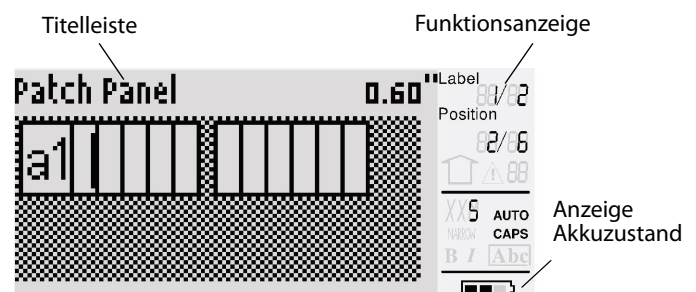 Titelleiste
Funktionsanzeige
Patch Panel 0.60"
Label
1/2
Position
2/6
a1
XXS AUTO
NARROW CAPS
B I Abc
Anzeige
Akkuzustand